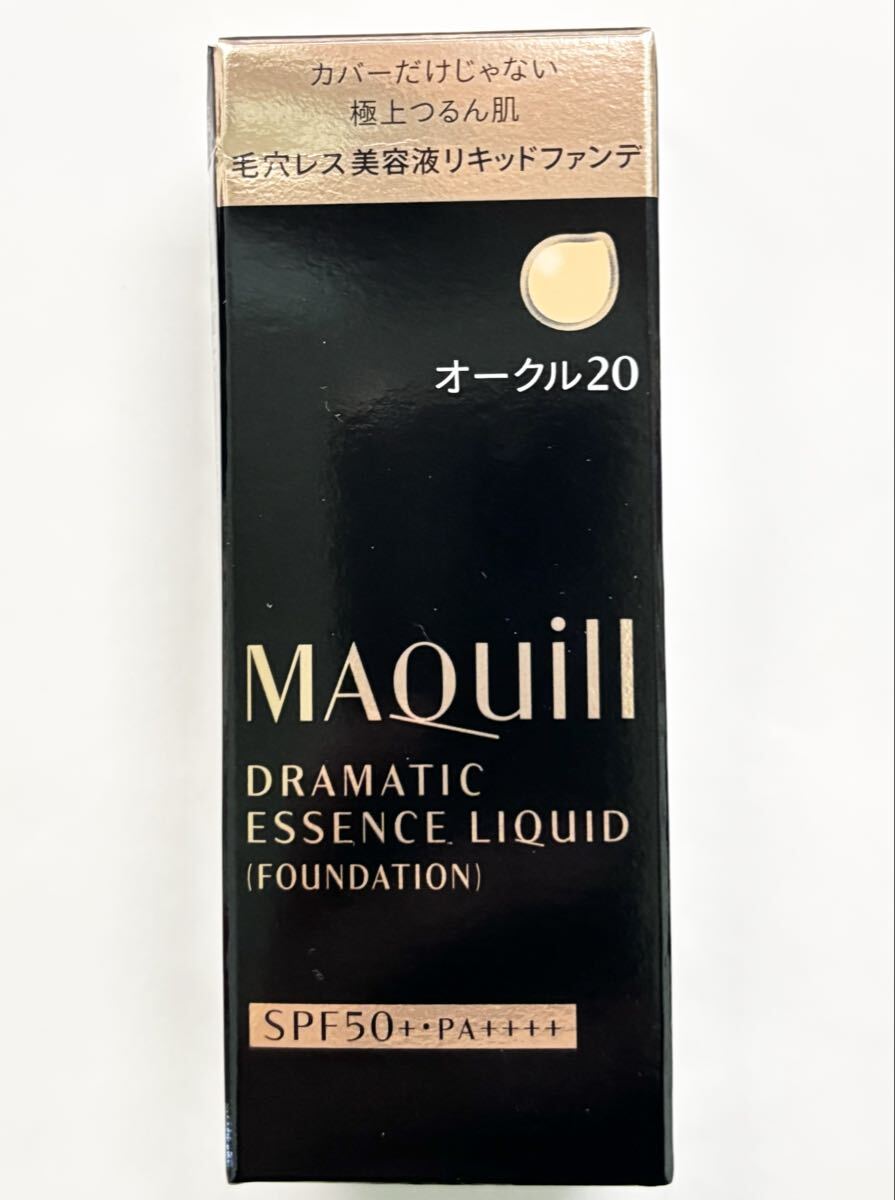 カバーだけじゃない
極上つるん肌
毛穴レス美容液リキッドファンデ
オークル20
MAQuill
DRAMATIC
ESSENCE LIQUID
(FOUNDATION)
SPF50+・PA++++